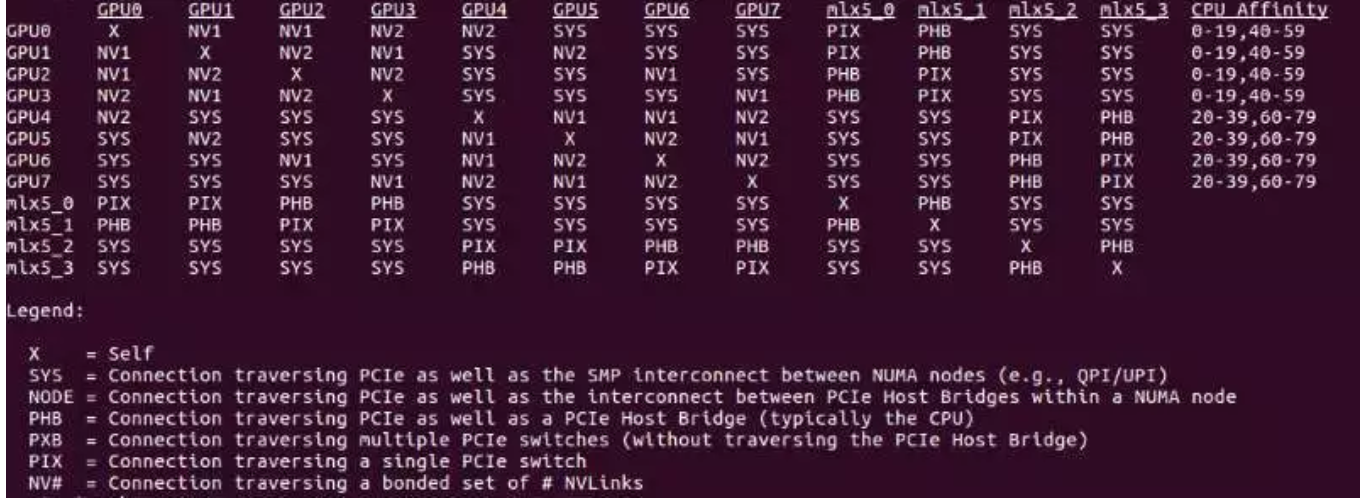 GPU0 GPU1 GPU2 GPU3 GPU4 GPU5 GPU6 GPU7 mlx5_0 mlx5_1 mlx5_2 mlx5_3 CPU Affinity
GPU0 X NV1 NV1 NV2 NV2 SYS SYS SYS PIX PHB SYS SYS 0-19,40-59
GPU1 NV1 X NV2 NV1 SYS NV2 SYS SYS PIX PHB SYS SYS 0-19,40-59
GPU2 NV1 NV2 X NV2 SYS SYS NV1 SYS PHB PIX SYS SYS 0-19,40-59
GPU3 NV2 NV1 NV2 X SYS SYS SYS NV1 PHB PIX SYS SYS 0-19,40-59
GPU4 NV2 SYS SYS SYS X NV1 NV1 NV2 SYS SYS PIX PHB 20-39,60-79
GPU5 SYS NV2 SYS SYS NV1 X NV2 NV1 SYS SYS PIX PHB 20-39,60-79
GPU6 SYS SYS NV1 SYS NV1 NV2 X NV2 SYS SYS PHB PIX 20-39,60-79
GPU7 SYS SYS SYS NV1 NV2 NV1 NV2 X SYS SYS PHB PIX 20-39,60-79
mlx5_0 PIX PIX PHB PHB SYS SYS SYS SYS X PHB SYS SYS
mlx5_1 PHB PHB PIX PIX SYS SYS SYS SYS PHB X SYS SYS
mlx5_2 SYS SYS SYS SYS PIX PIX PHB PHB SYS SYS X PHB
mlx5_3 SYS SYS SYS SYS PHB PHB PIX PIX SYS SYS PHB X
Legend:
X = Self
SYS = Connection traversing PCIe as well as the SMP interconnect between NUMA nodes (e.g., QPI/UPI)
NODE = Connection traversing PCIe as well as the interconnect between PCIe Host Bridges within a NUMA node
PHB = Connection traversing PCIe as well as a PCIe Host Bridge (typically the CPU)
PXB = Connection traversing multiple PCIe switches (without traversing the PCIe Host Bridge)
PIX = Connection traversing a single PCIe switch
NV# = Connection traversing a bonded set of # NVLinks